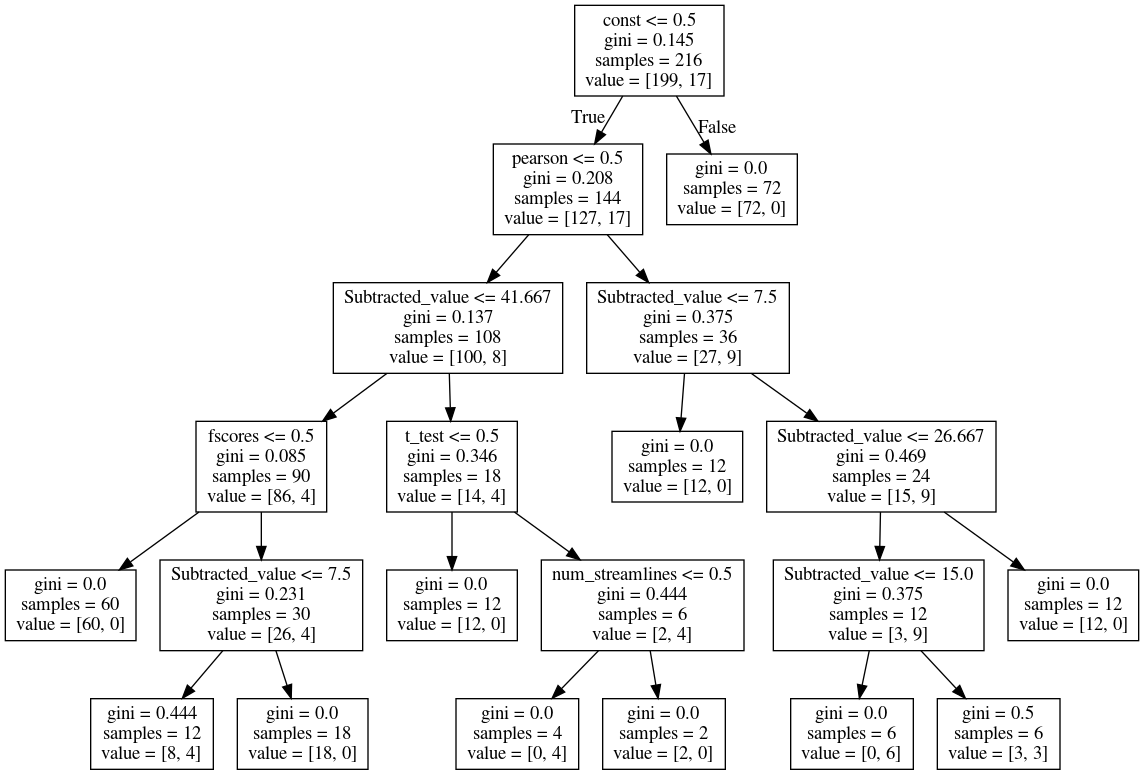 const <= 0.5
gini = 0.145
samples = 216
value = [199, 17]
True
False
pearson <= 0.5
gini = 0.208
samples = 144
value = [127, 17]
gini = 0.0
samples = 72
value = [72, 0]
Subtracted_value <= 41.667
gini = 0.137
samples = 108
value = [100, 8]
Subtracted_value <= 7.5
gini = 0.375
samples = 36
value = [27, 9]
fscores <= 0.5
gini = 0.085
samples = 90
value = [86, 4]
t_test <= 0.5
gini = 0.346
samples = 18
value = [14, 4]
gini = 0.0
samples = 12
value = [12, 0]
Subtracted_value <= 26.667
gini = 0.469
samples = 24
value = [15, 9]
gini = 0.0
samples = 60
value = [60, 0]
Subtracted_value <= 7.5
gini = 0.231
samples = 30
value = [26, 4]
gini = 0.0
samples = 12
value = [12, 0]
num_streamlines <= 0.5
gini = 0.444
samples = 6
value = [2, 4]
Subtracted_value <= 15.0
gini = 0.375
samples = 12
value = [3, 9]
gini = 0.0
samples = 12
value = [12, 0]
gini = 0.444
samples = 12
value = [8, 4]
gini = 0.0
samples = 18
value = [18, 0]
gini = 0.0
samples = 4
value = [0, 4]
gini = 0.0
samples = 2
value = [2, 0]
gini = 0.0
samples = 6
value = [0, 6]
gini = 0.5
samples = 6
value = [3, 3]